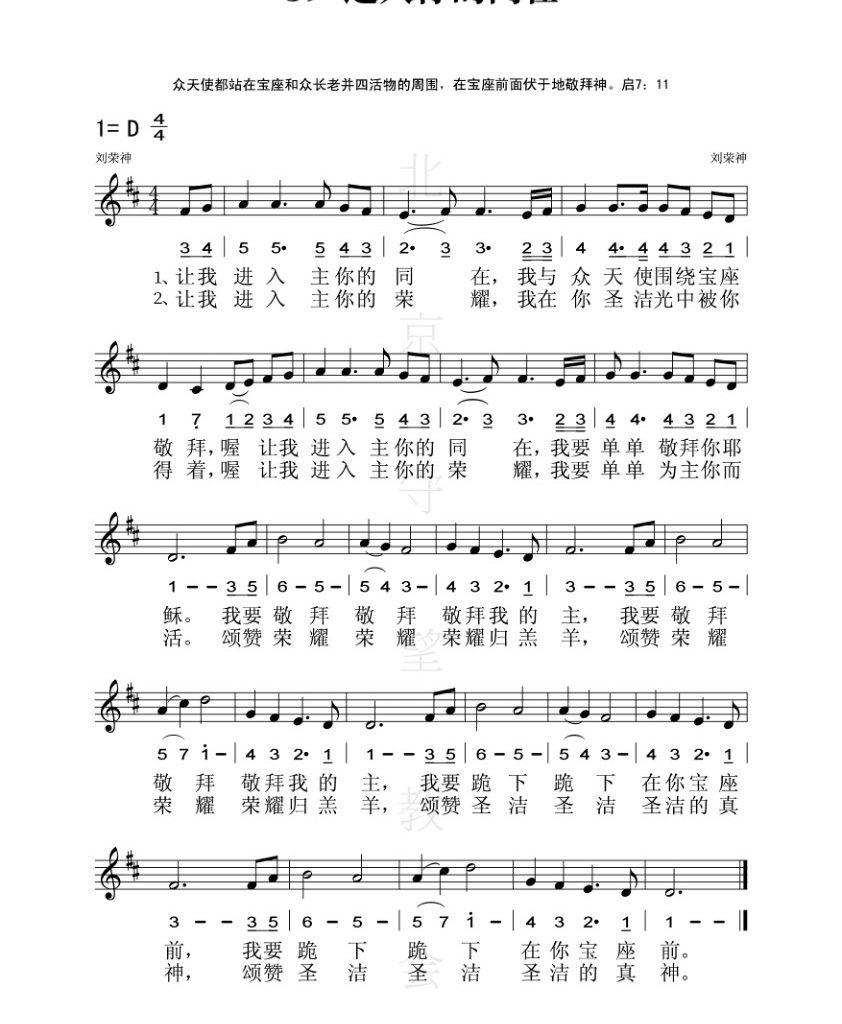 众天使都站在宝座和众长老并四活物的周围，在宝座前面伏于地敬拜神。启7：11
1= D 4/4
刘荣神 刘荣神
3 4 | 5 5· 5 4 3 | 2· 3 3· 2 3 | 4 4· 4 4 3 2 1
1、让我 进 入 主你的 同 在，我与 众 天 使围绕宝座
2、让我 进 入 主你的 荣 耀，我在 你 圣 洁光中被你
1 7 1 2 3 4 | 5 5· 5 4 3 | 2· 3 3· 2 3 | 4 4· 4 3 2 1
敬 拜，喔 让我 进 入 主你的 同 在，我要 单 单 敬拜你耶
得 着，喔 让我 进 入 主你的 荣 耀，我要 单 单 为主你而
1 - - 3 5 | 6 - 5 - | 5 4 3 - | 4 3 2· 1 | 3 - - 3 5 | 6 - 5 - |
稣。 我要 敬 拜 敬 拜 敬拜我 的 主， 我要 敬 拜
活。 颂赞 荣 耀 荣 耀 荣耀归 羔 羊， 颂赞 荣 耀
5 7 1 - | 4 3 2· 1 | 1 - - 3 5 | 6 - 5 - | 5 4 3 - | 4 3 2· 1 |
敬 拜 敬拜我 的 主， 我要 跪 下 跪 下 在你宝 座
荣 耀 荣耀归 羔 羊， 颂赞 圣 洁 圣 洁 圣洁的 真
3 - - 3 5 | 6 - 5 - | 5 7 1 - | 4 3 2· 1 | 1 - - ‖
前， 我要 跪 下 跪 下 在你宝 座 前。
神， 颂赞 圣 洁 圣 洁 圣洁的 真 神。
北
京
守
望
教
会